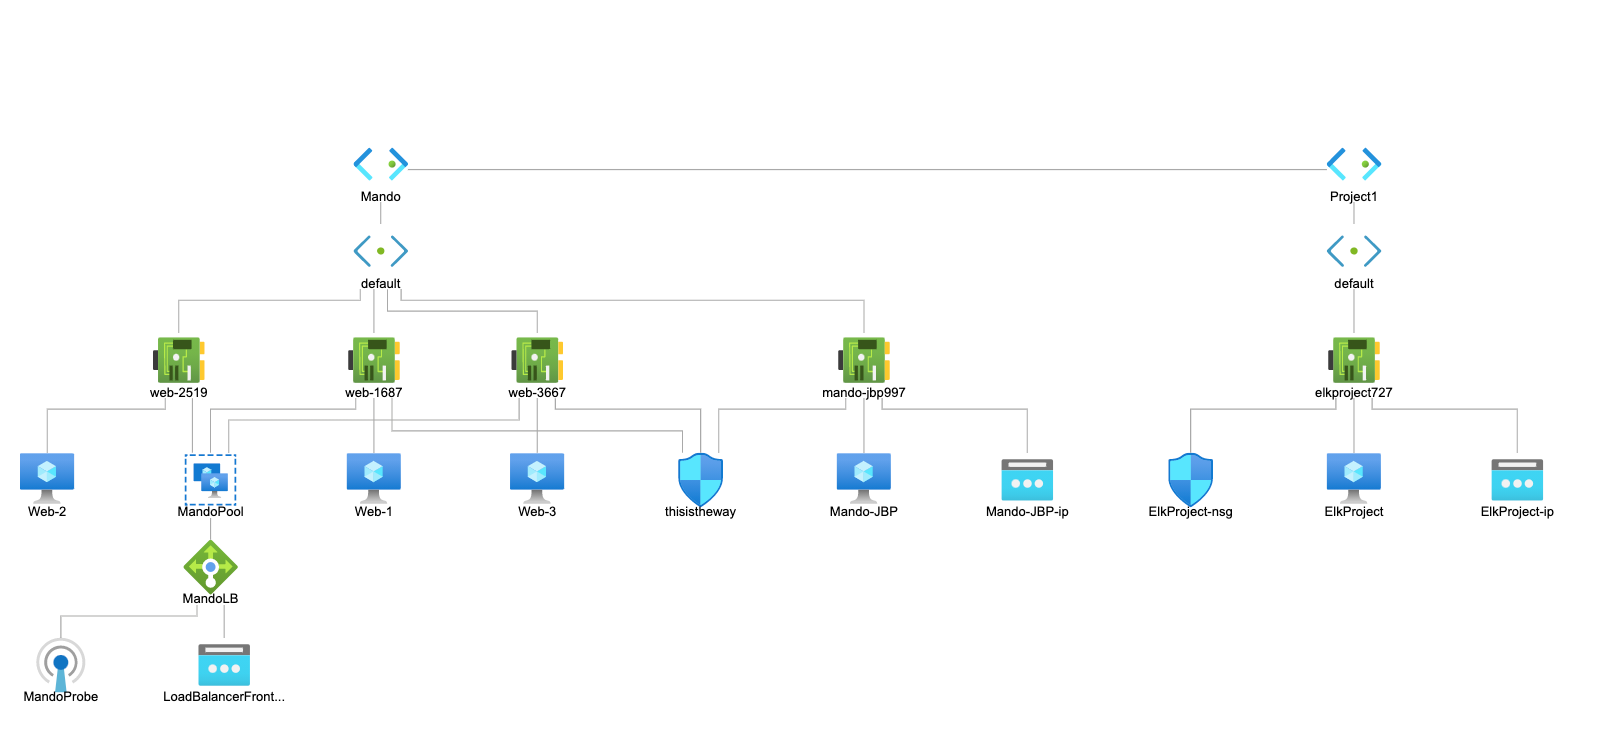 Mando
Project1
default
default
web-2519
web-1687
web-3667
mando-jbp997
elkproject727
Web-2
MandoPool
Web-1
Web-3
thisistheway
Mando-JBP
Mando-JBP-ip
ElkProject-nsg
ElkProject
ElkProject-ip
MandoLB
MandoProbe
LoadBalancerFront...